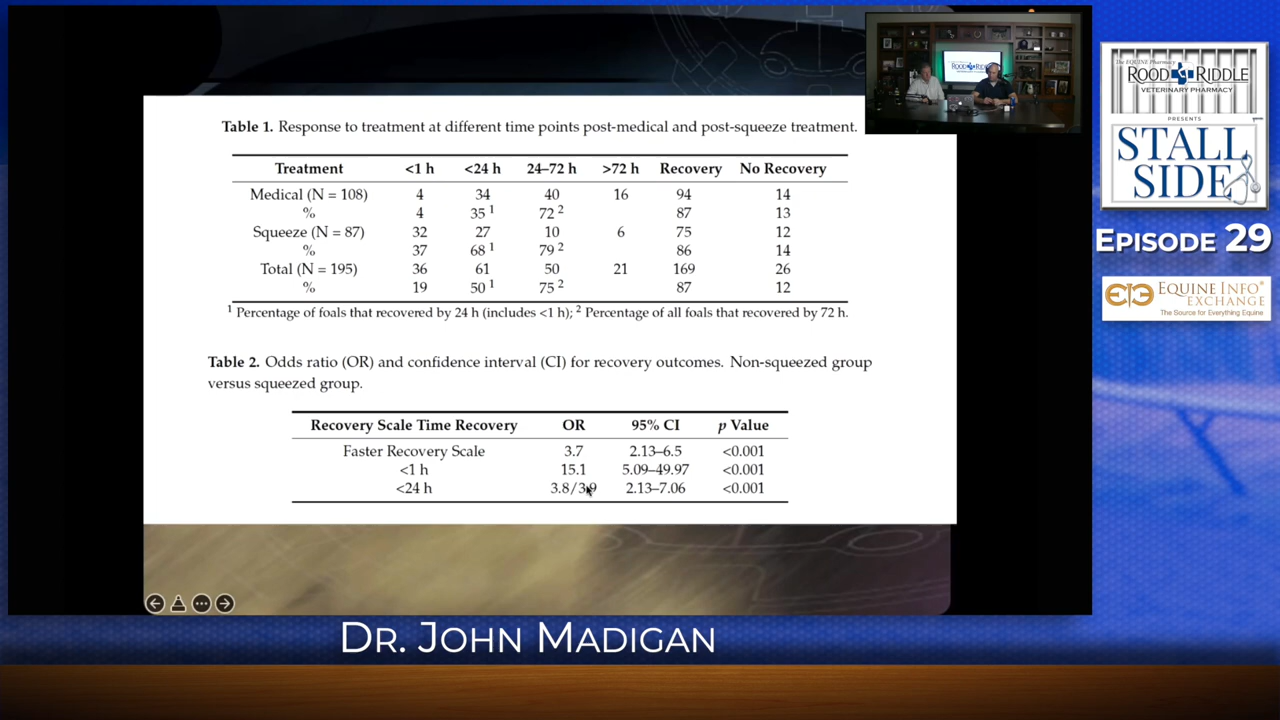 Table 1. Response to treatment at different time points post-medical and post-squeeze treatment.
Treatment <1 h <24 h 24–72 h >72 h Recovery No Recovery
Medical (N = 108) 4 34 40 16 94 14
% 4 35 1 72 2 87 13
Squeeze (N = 87) 32 27 10 6 75 12
% 37 68 1 79 2 86 14
Total (N = 195) 36 61 50 21 169 26
% 19 50 1 75 2 87 12
1 Percentage of foals that recovered by 24 h (includes <1 h); 2 Percentage of all foals that recovered by 72 h.
Table 2. Odds ratio (OR) and confidence interval (CI) for recovery outcomes. Non-squeezed group
versus squeezed group.
Recovery Scale Time Recovery OR 95% CI p Value
Faster Recovery Scale 3.7 2.13–6.5 <0.001
<1 h 15.1 5.09–49.97 <0.001
<24 h 3.8/3.9 2.13–7.06 <0.001
The EQUINE Pharmacy
ROOD RIDDLE
VETERINARY PHARMACY
PRESENTS
STALL
SIDE
EPISODE 29
EIE EQUINE INFO
EXCHANGE
The Source for Everything Equine
DR. JOHN MADIGAN